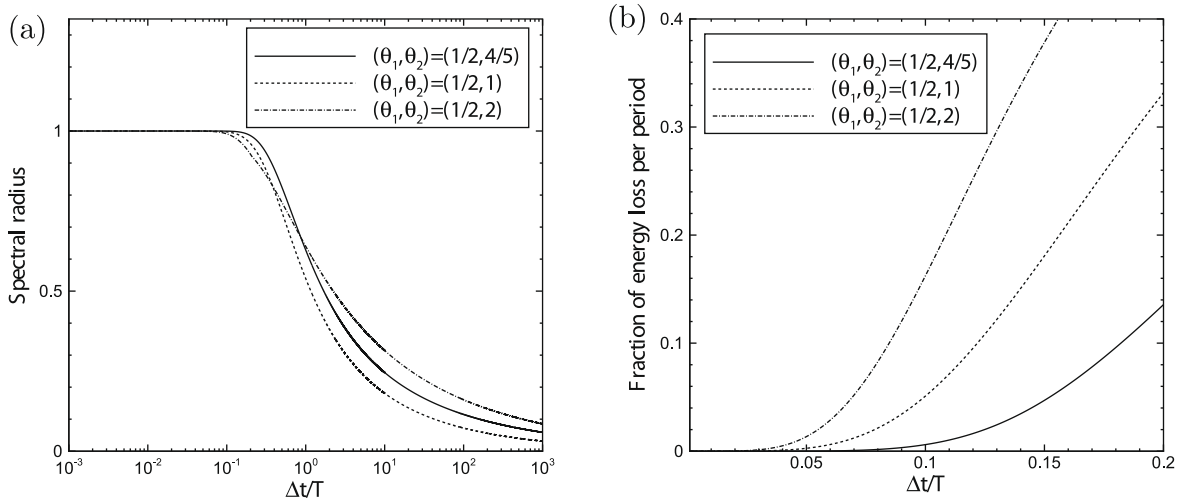 (a)
(θ₁,θ₂)=(1/2,4/5)
(θ₁,θ₂)=(1/2,1)
(θ₁,θ₂)=(1/2,2)
1
0.5
Spectral radius
10⁻³ 10⁻² 10⁻¹ 10⁰ 10¹ 10² 10³
Δt/T
(b)
(θ₁,θ₂)=(1/2,4/5)
(θ₁,θ₂)=(1/2,1)
(θ₁,θ₂)=(1/2,2)
0.4
0.3
0.2
0.1
0
Fraction of energy loss per period
0.05 0.1 0.15 0.2
Δt/T